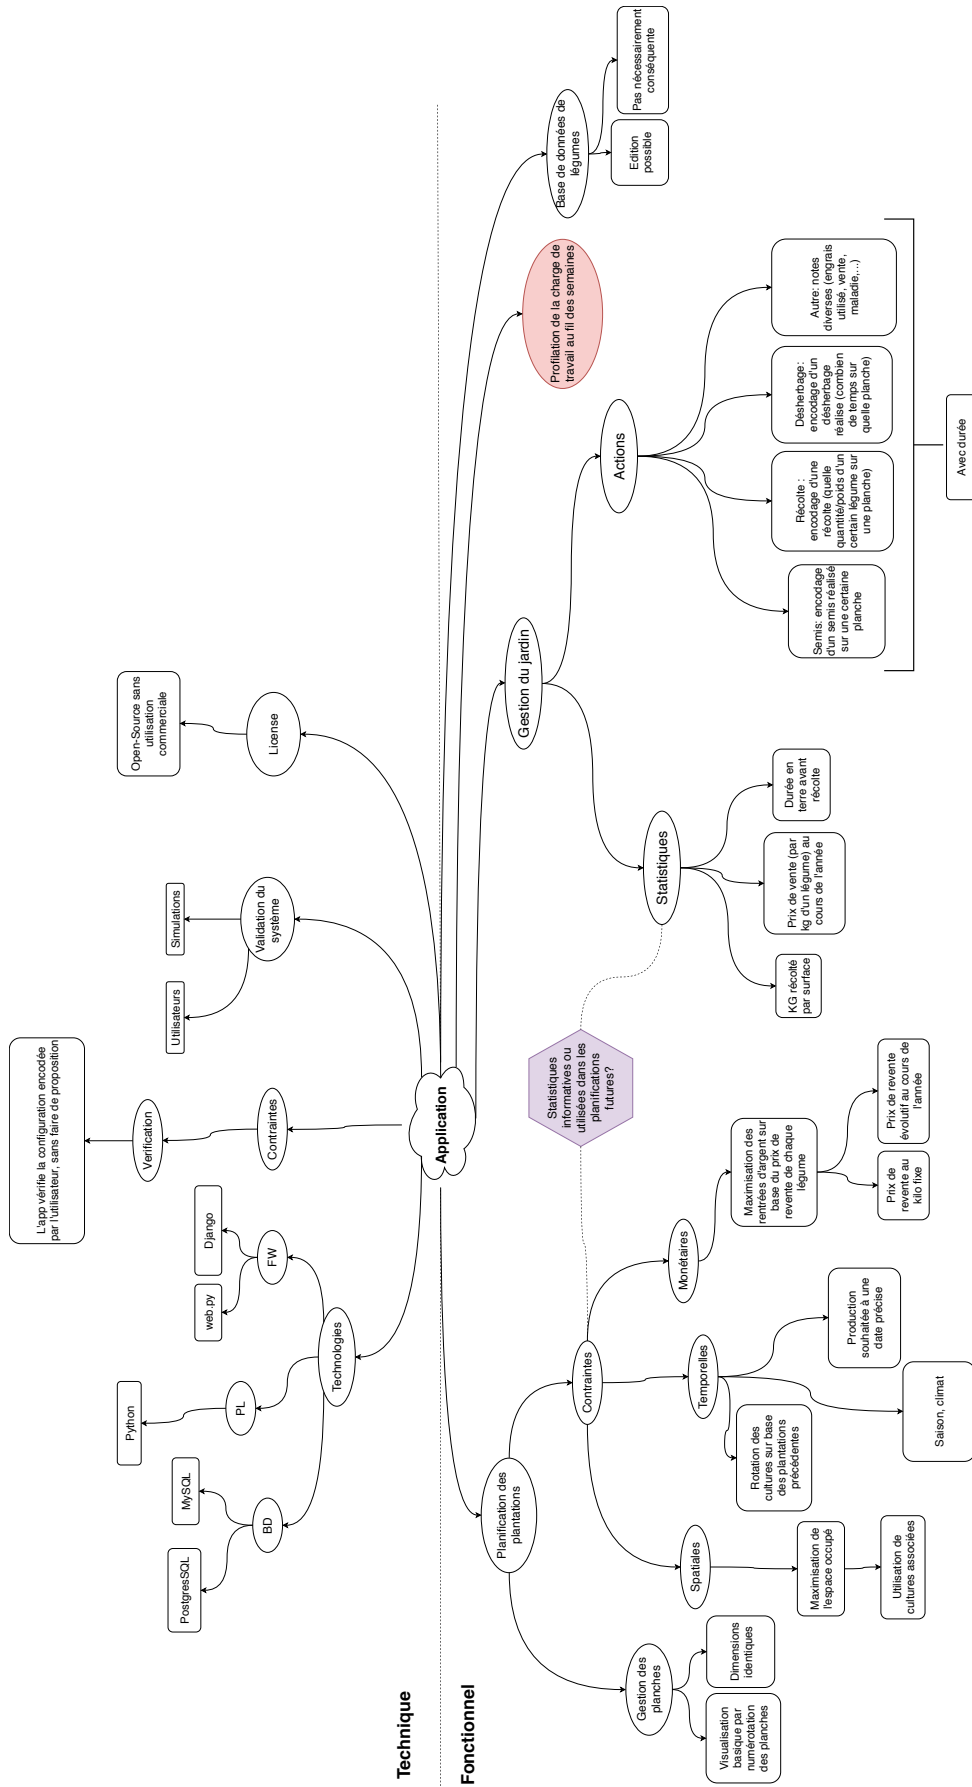 L'app vérifie la configuration encodée
par l'utilisateur, sans faire de proposition
Verification
Contraintes
Open-Source sans
utilisation
commerciale
License
Simulations
Utilisateurs
Validation du
système
web.py
Django
FW
Python
PL
Technologies
PostgresSQL
MySQL
BD
Technique
Application
Fonctionnel
Planification des
plantations
Gestion des
planches
Visualisation
basique par
numérotation
des planches
Dimensions
identiques
Contraintes
Spatiales
Maximisation de
l'espace occupé
Utilisation de
cultures associées
Temporelles
Rotation des
cultures sur base
des plantations
précédentes
Saison, climat
Production
souhaitée à une
date précise
Monétaires
Maximisation des
rentrées d'argent sur
base du prix de
revente de chaque
légume
Prix de
revente au
kilo fixe
Prix de revente
évolutif au cours de
l'année
Statistiques
informatives ou
utilisées dans les
planifications
futures?
Gestion du jardin
Statistiques
KG récolté
par surface
Prix de vente (par
kg d'un légume) au
cours de l'année
Durée en
terre avant
récolte
Actions
Semis: encodage
d'un semis réalisé
sur une certaine
planche
Récolte :
encodage d'une
récolte (quelle
quantité/poids d'un
certain légume sur
une planche)
Désherbage:
encodage d'un
désherbage
réalise (combien
de temps sur
quelle planche)
Autre: notes
diverses (engrais
utilisé, vente,
maladie,...)
Avec durée
Profilation de la charge de
travail au fil des semaines
Base de données de
légumes
Edition
possible
Pas nécessairement
conséquente